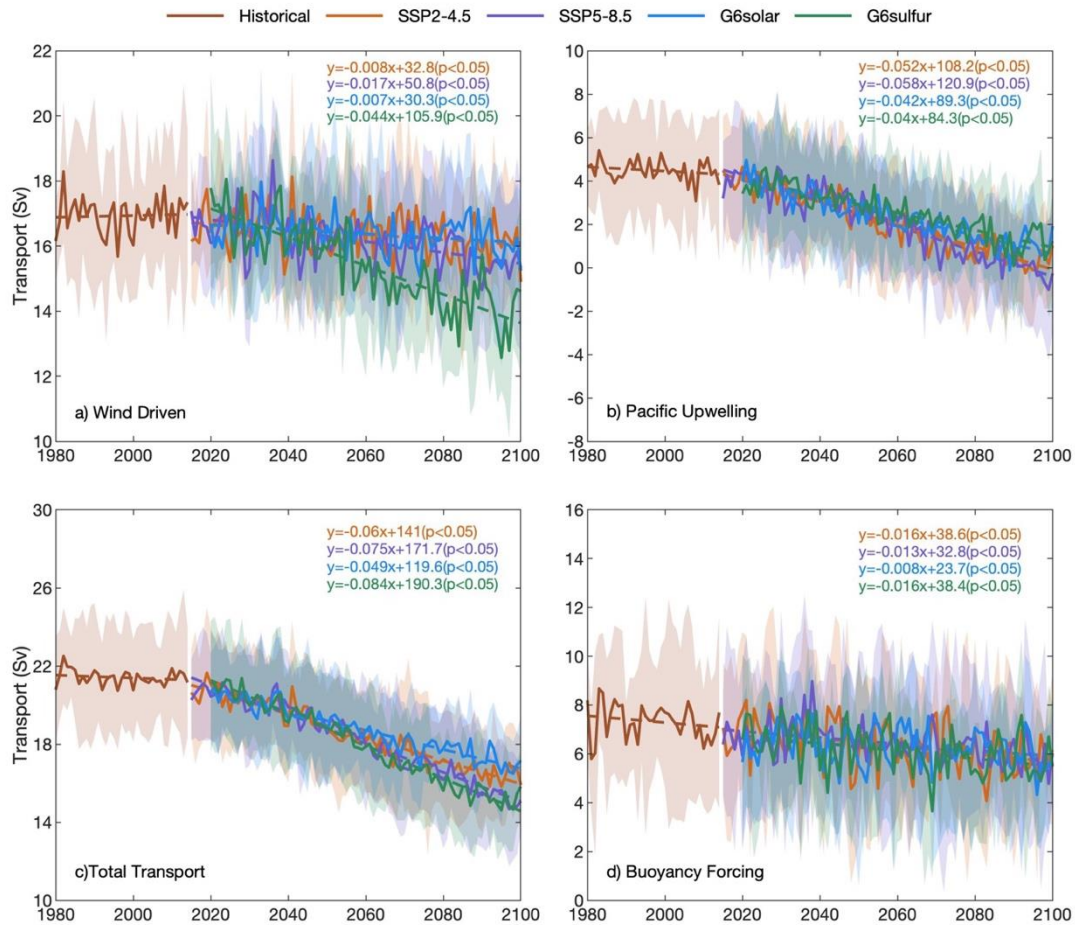 Historical SSP2-4.5 SSP5-8.5 G6solar G6sulfur
22
20
18
16
14
12
10
Transport (Sv)
y=-0.008x+32.8(p<0.05)
y=-0.017x+50.8(p<0.05)
y=-0.007x+30.3(p<0.05)
y=-0.044x+105.9(p<0.05)
a) Wind Driven
1980 2000 2020 2040 2060 2080 2100
10
8
6
4
2
0
-2
-4
-6
-8
y=-0.052x+108.2(p<0.05)
y=-0.058x+120.9(p<0.05)
y=-0.042x+89.3(p<0.05)
y=-0.04x+84.3(p<0.05)
b) Pacific Upwelling
1980 2000 2020 2040 2060 2080 2100
30
26
22
18
14
10
Transport (Sv)
y=-0.06x+141(p<0.05)
y=-0.075x+171.7(p<0.05)
y=-0.049x+119.6(p<0.05)
y=-0.084x+190.3(p<0.05)
c)Total Transport
1980 2000 2020 2040 2060 2080 2100
16
14
12
10
8
6
4
2
0
y=-0.016x+38.6(p<0.05)
y=-0.013x+32.8(p<0.05)
y=-0.008x+23.7(p<0.05)
y=-0.016x+38.4(p<0.05)
d) Buoyancy Forcing
1980 2000 2020 2040 2060 2080 2100